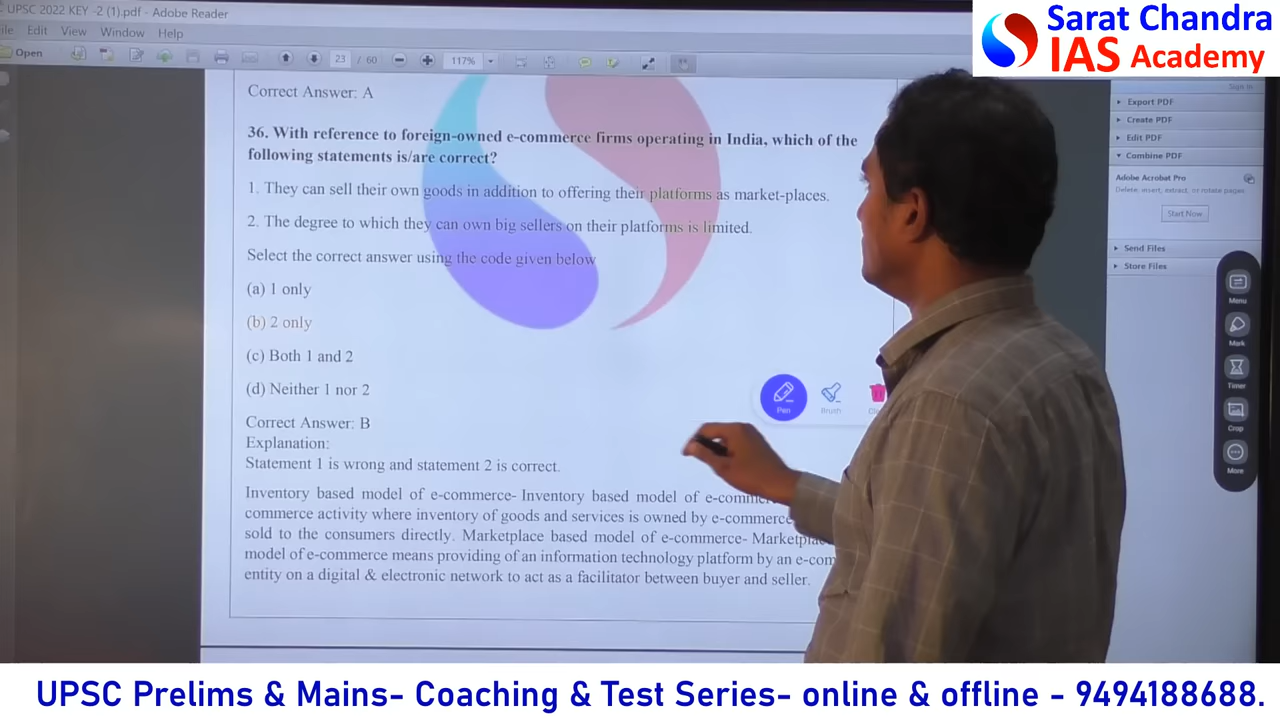 UPSC 2022 KEY -2 (1).pdf - Adobe Reader
Sarat Chandra
IAS Academy
Edit View Window Help
Open
23 / 60
117%
Sign In
Correct Answer: A
Export PDF
Create PDF
Edit PDF
Combine PDF
Adobe Acrobat Pro
Delete, insert, extract, or rotate pages
Start Now
Send Files
Store Files
36. With reference to foreign-owned e-commerce firms operating in India, which of the
following statements is/are correct?
1. They can sell their own goods in addition to offering their platforms as market-places.
2. The degree to which they can own big sellers on their platforms is limited.
Select the correct answer using the code given below
(a) 1 only
(b) 2 only
(c) Both 1 and 2
(d) Neither 1 nor 2
Pen
Brush
Menu
Mark
Timer
Crop
More
Correct Answer: B
Explanation:
Statement 1 is wrong and statement 2 is correct.
Inventory based model of e-commerce- Inventory based model of
commerce activity where inventory of goods and services is owned by e-commerce
sold to the consumers directly. Marketplace based model of e-commerce-
model of e-commerce means providing of an information technology platform by an
entity on a digital & electronic network to act as a facilitator between buyer and seller.
UPSC Prelims & Mains- Coaching & Test Series- online & offline - 9494188688.